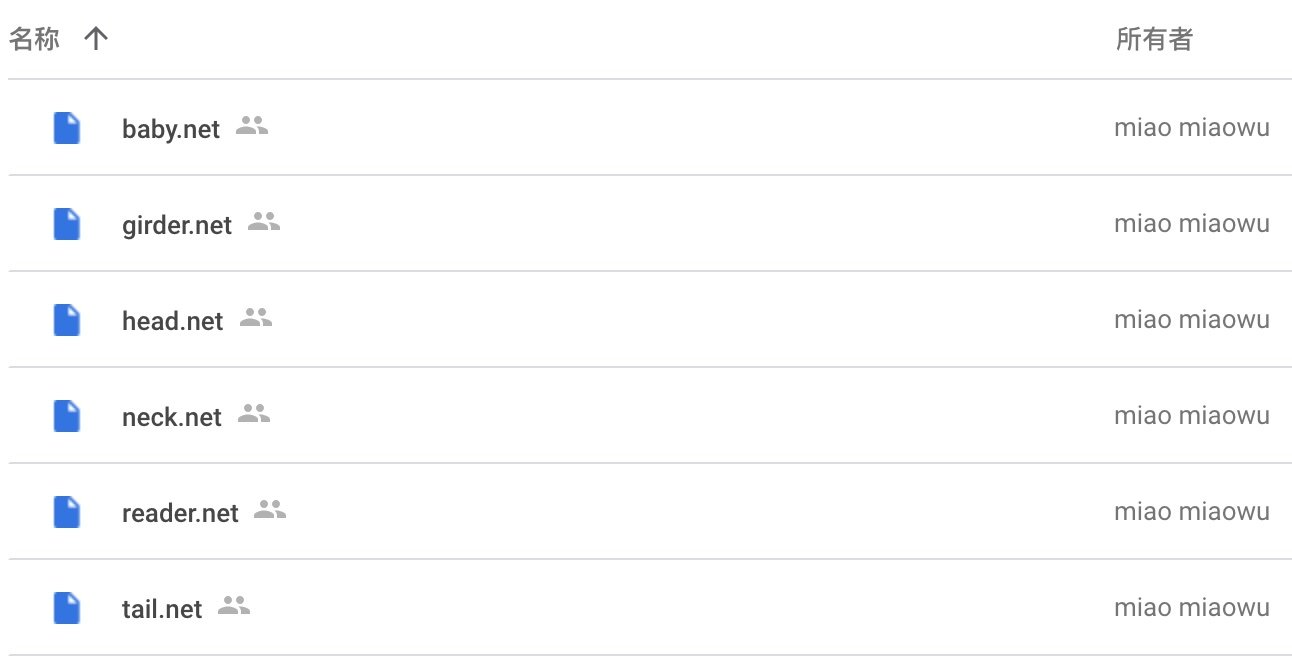 名称 所有者
baby.net miao miaowu
girder.net miao miaowu
head.net miao miaowu
neck.net miao miaowu
reader.net miao miaowu
tail.net miao miaowu